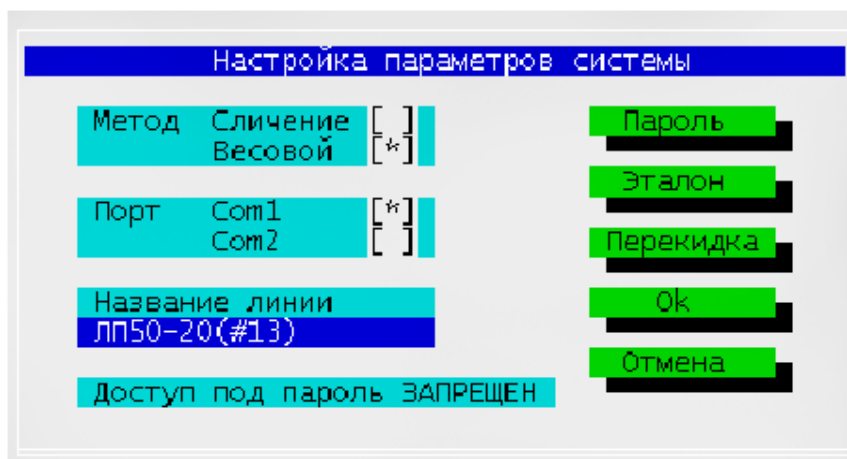 Настройка параметров системы
Метод Сличение [ ]
Весовой [*]
Порт Com1 [*]
Com2 [ ]
Название линии
ЛП50-20(#13)
Доступ под пароль ЗАПРЕЩЕН
Пароль
Эталон
Перекидка
Ok
Отмена